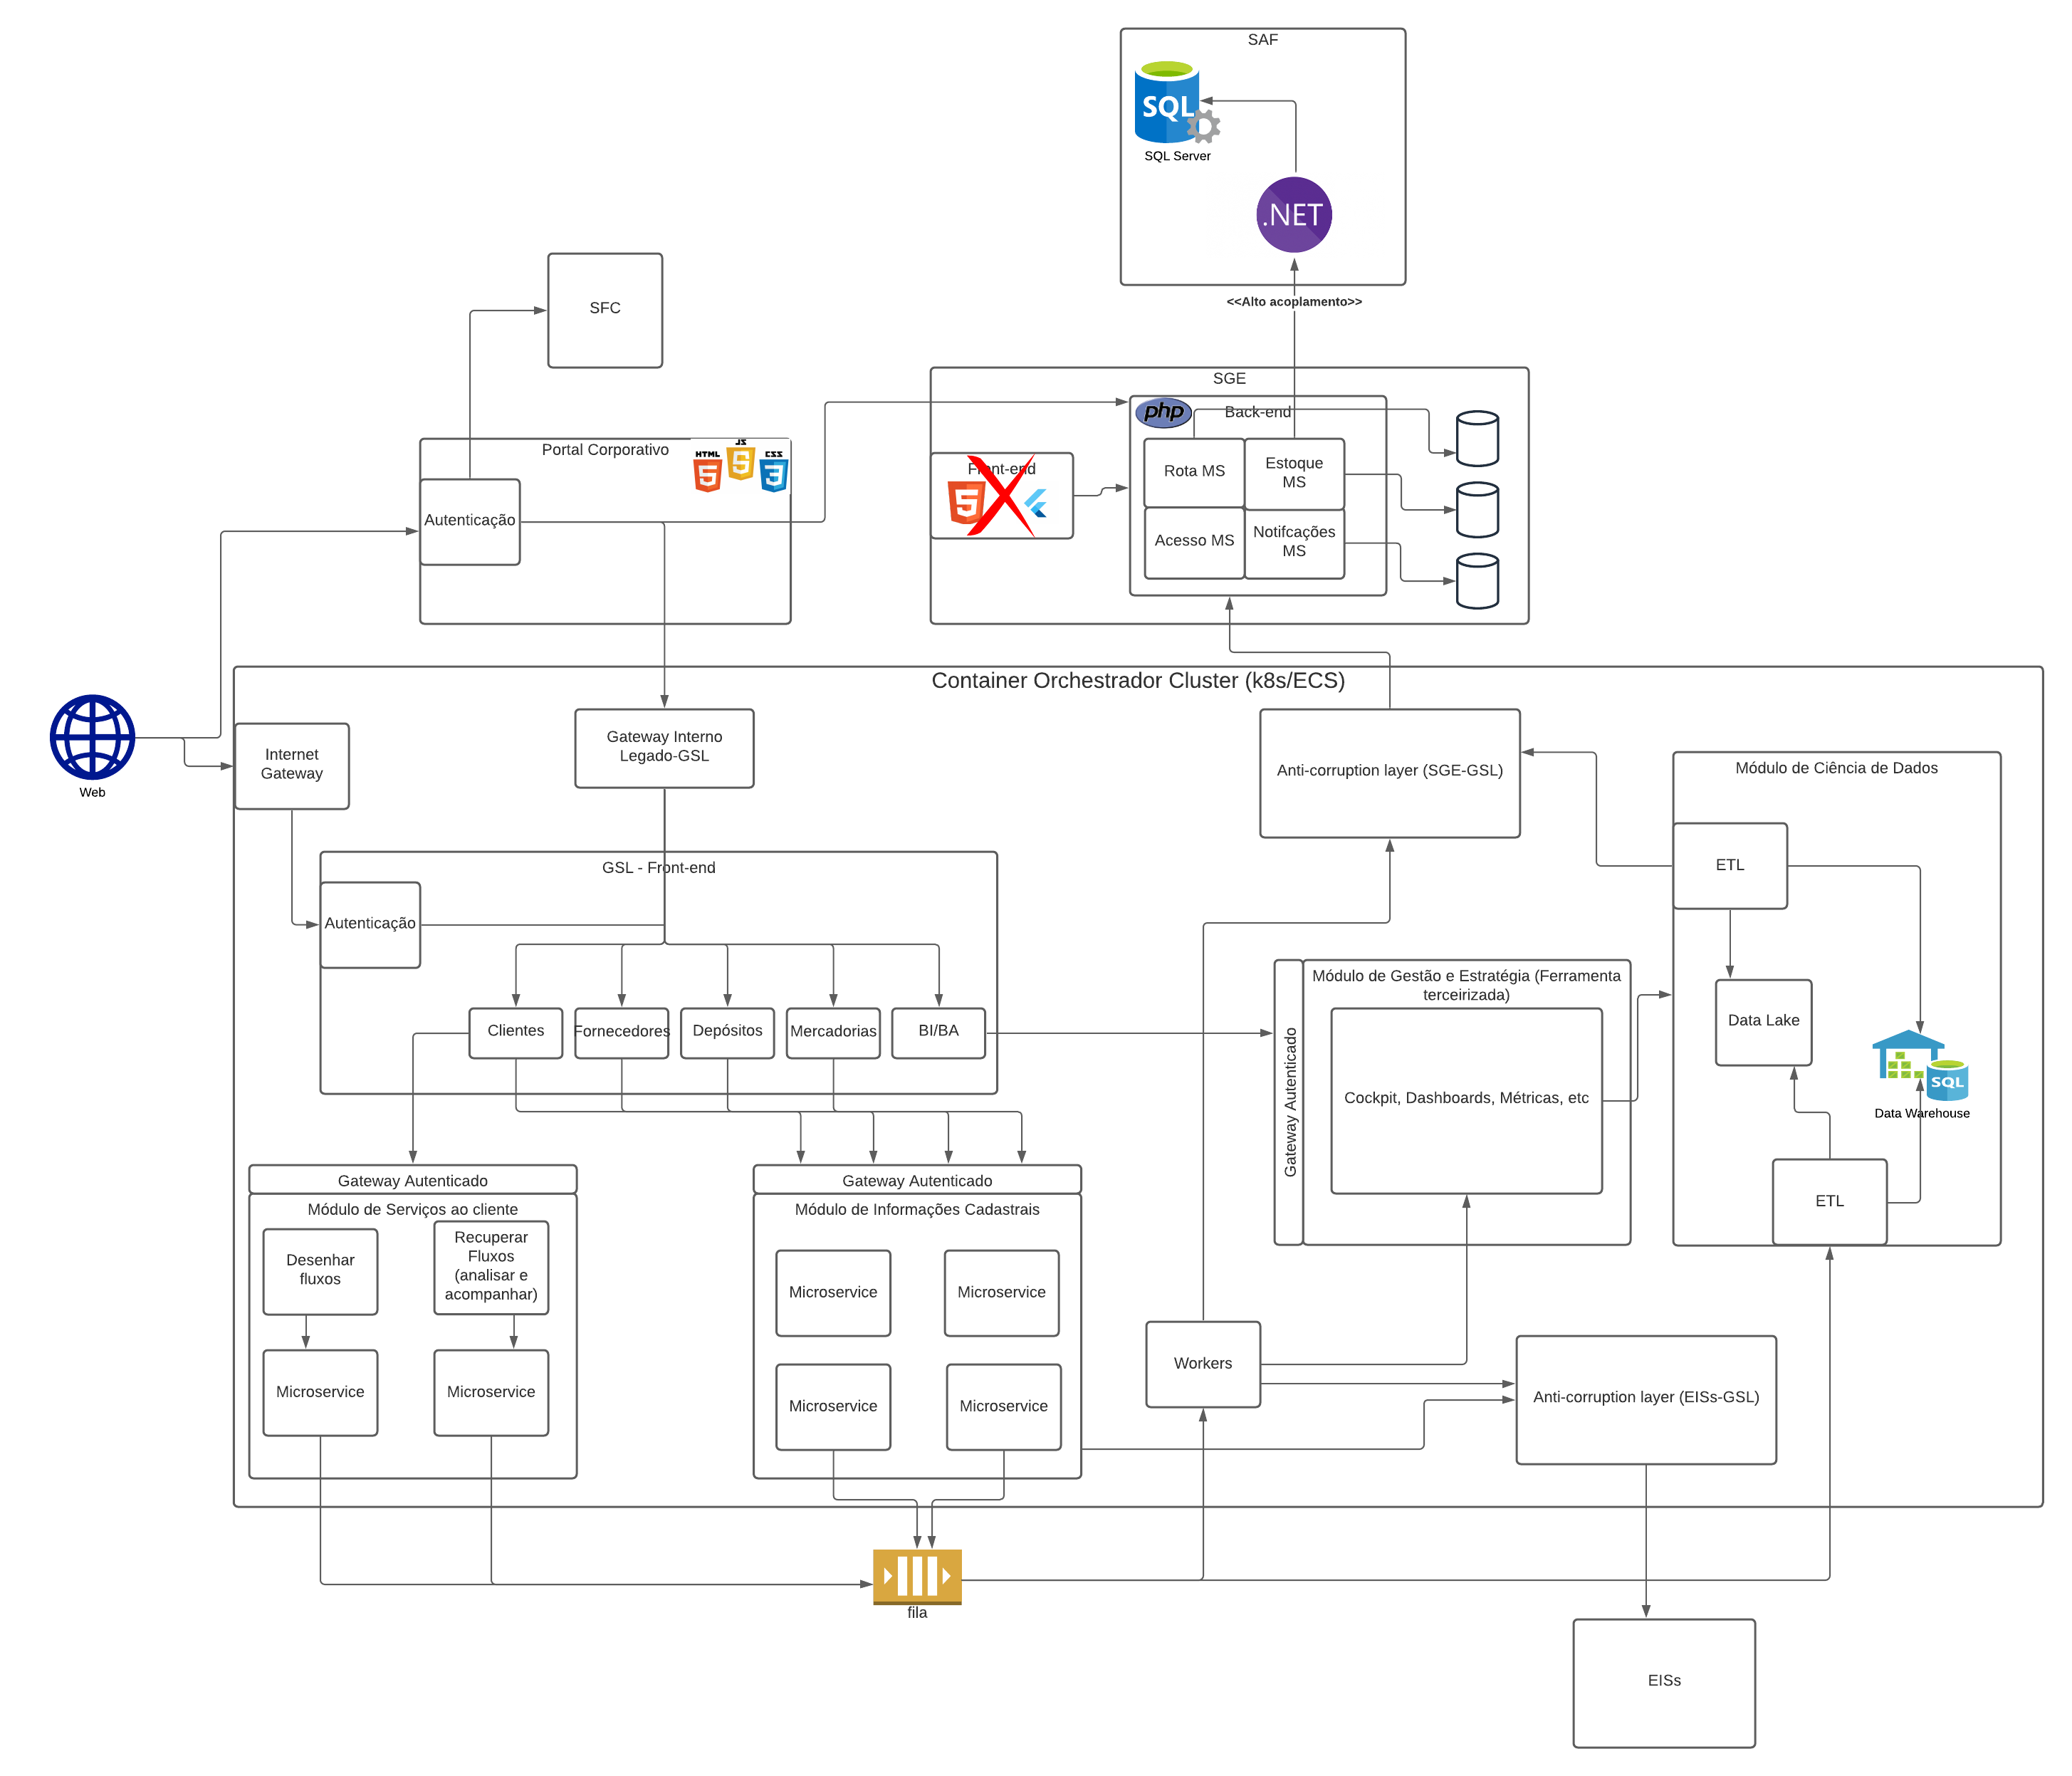 SAF
SQL
SQL Server
.NET
<<Alto acoplamento>>
SFC
SGE
php
Back-end
Portal Corporativo
HTML
JS
CSS
5
5
3
Front-end
5
Rota MS
Estoque
MS
Autenticação
Acesso MS
Notifcações
MS
Container Orchestrador Cluster (k8s/ECS)
Web
Internet
Gateway
Gateway Interno
Legado-GSL
Anti-corruption layer (SGE-GSL)
Módulo de Ciência de Dados
ETL
GSL - Front-end
Autenticação
Clientes
Fornecedores
Depósitos
Mercadorias
BI/BA
Gateway Autenticado
Módulo de Gestão e Estratégia (Ferramenta
terceirizada)
Cockpit, Dashboards, Métricas, etc
Data Lake
SQL
Data Warehouse
ETL
Gateway Autenticado
Módulo de Serviços ao cliente
Desenhar
fluxos
Recuperar
Fluxos
(analisar e
acompanhar)
Microservice
Microservice
Gateway Autenticado
Módulo de Informações Cadastrais
Microservice
Microservice
Microservice
Microservice
Workers
Anti-corruption layer (EISs-GSL)
fila
EISs